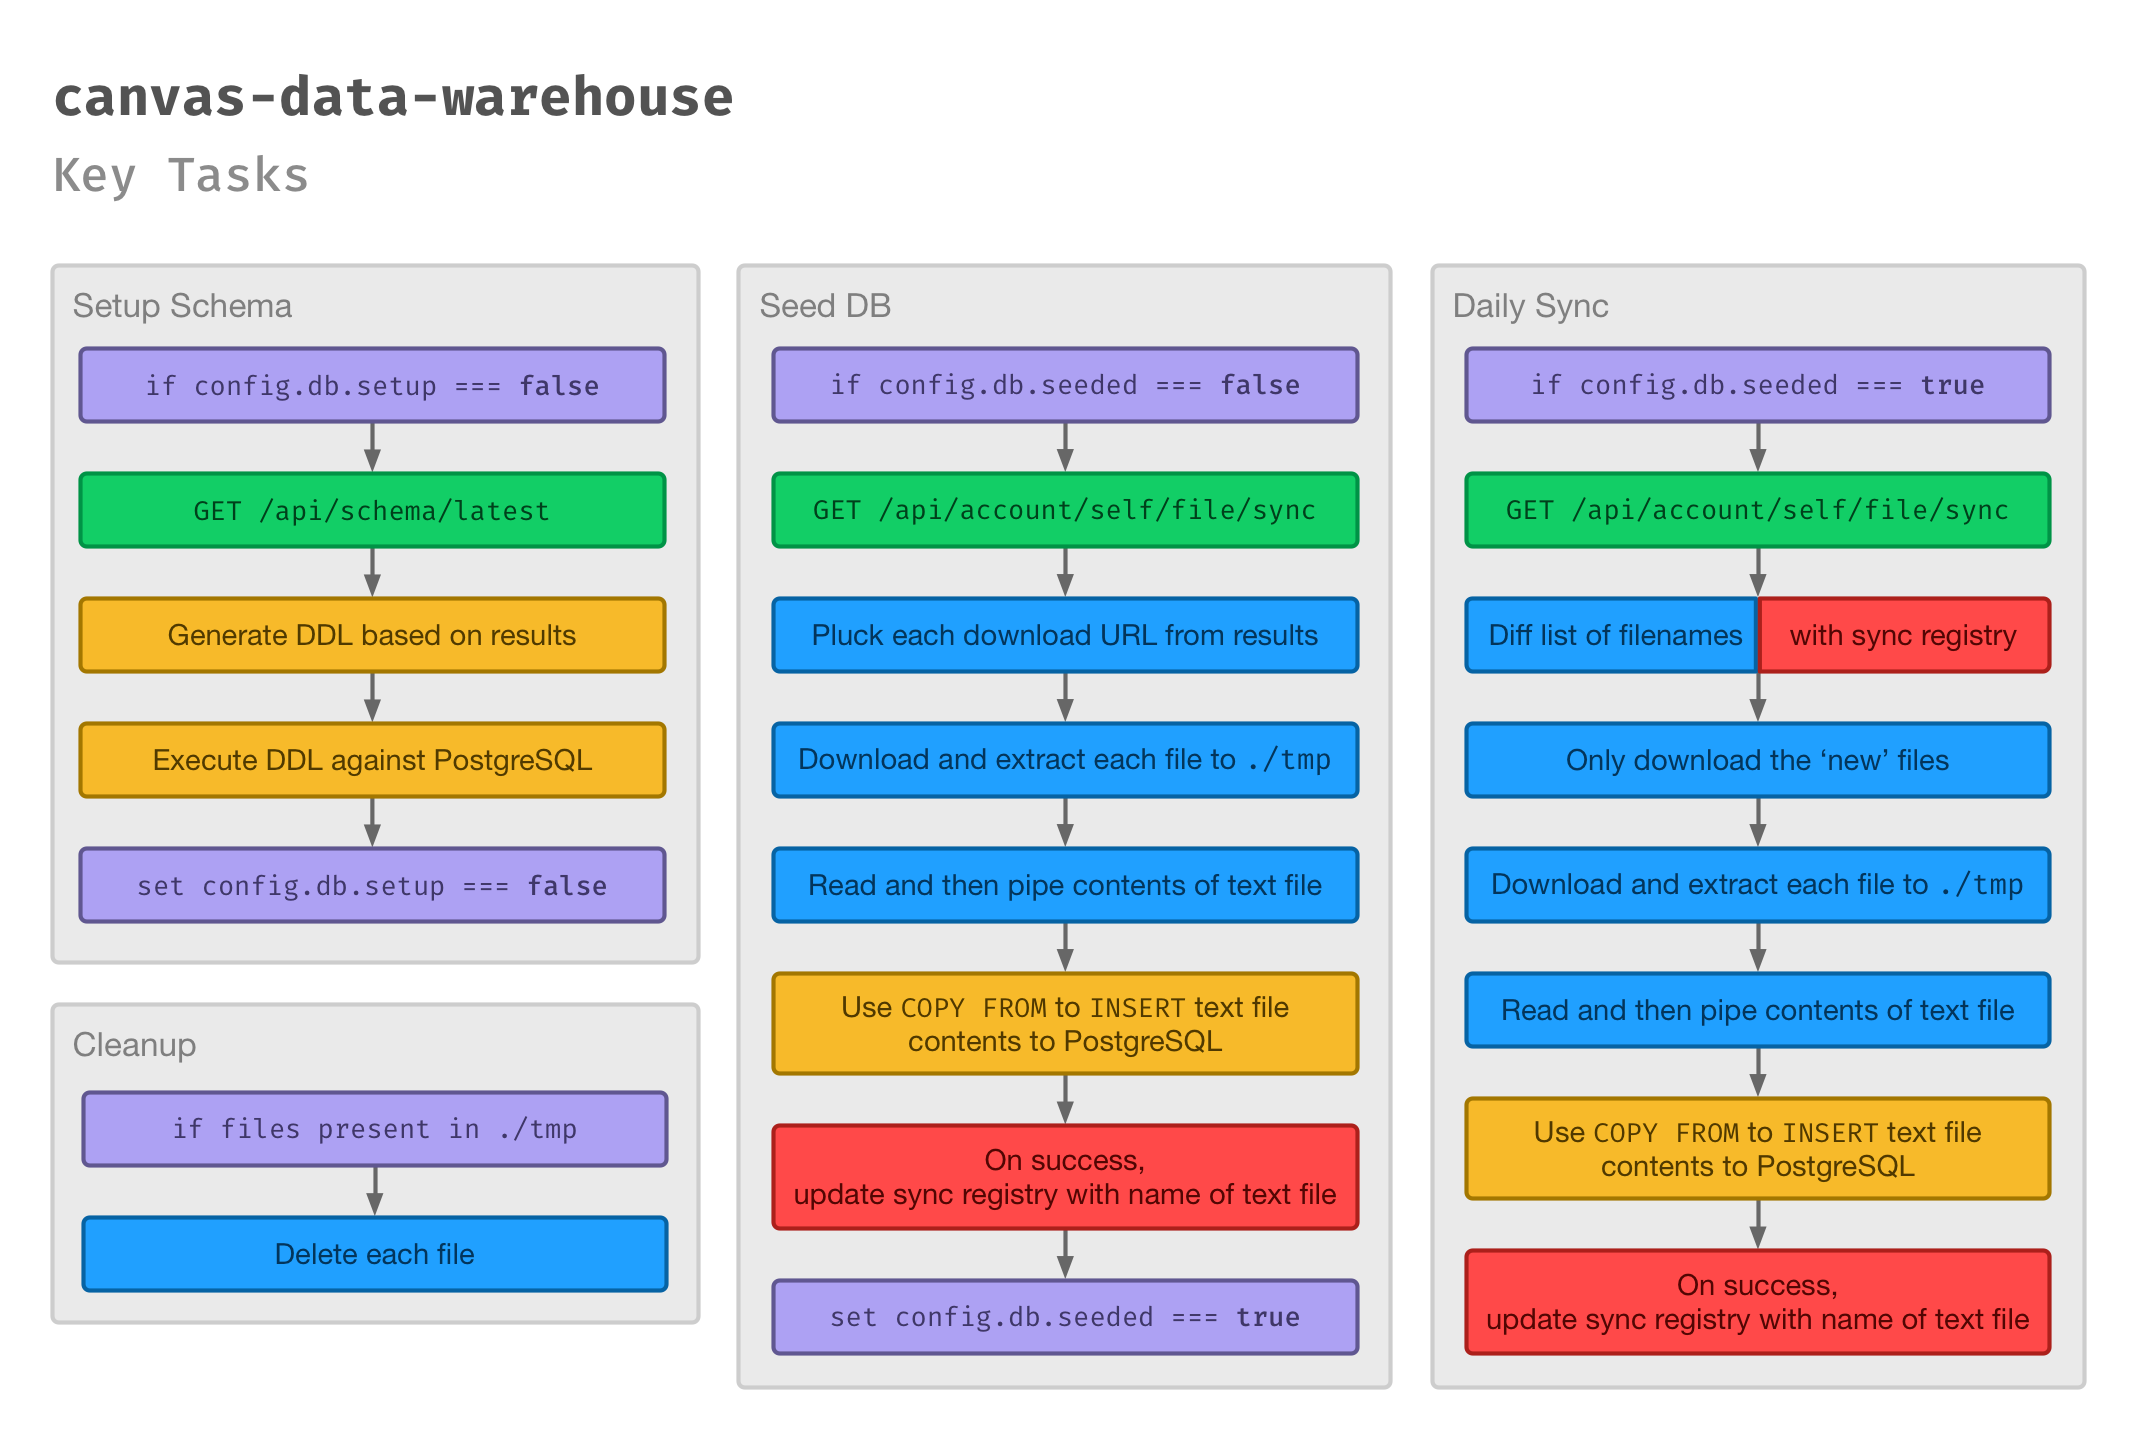 canvas-data-warehouse
Key Tasks
Setup Schema
if config.db.setup === false
GET /api/schema/latest
Generate DDL based on results
Execute DDL against PostgreSQL
set config.db.setup === false
Cleanup
if files present in ./tmp
Delete each file
Seed DB
if config.db.seeded === false
GET /api/account/self/file/sync
Pluck each download URL from results
Download and extract each file to ./tmp
Read and then pipe contents of text file
Use COPY FROM to INSERT text file
contents to PostgreSQL
On success,
update sync registry with name of text file
set config.db.seeded === true
Daily Sync
if config.db.seeded === true
GET /api/account/self/file/sync
Diff list of filenames with sync registry
Only download the ‘new’ files
Download and extract each file to ./tmp
Read and then pipe contents of text file
Use COPY FROM to INSERT text file
contents to PostgreSQL
On success,
update sync registry with name of text file